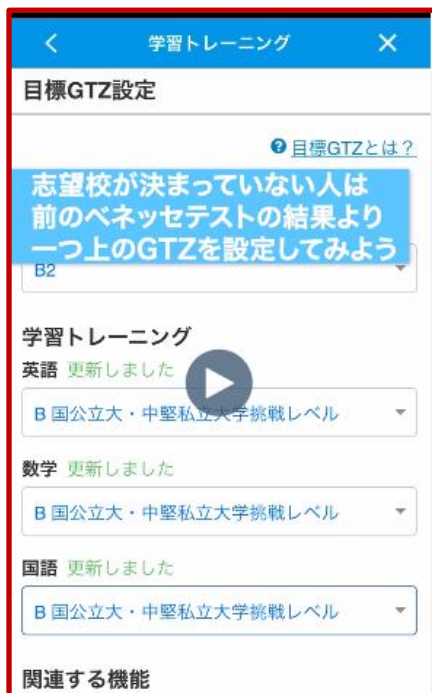 学習トレーニング
目標GTZ設定
目標GTZとは？
志望校が決まっていない人は
前のベネッセテストの結果より
一つ上のGTZを設定してみよう
B2
学習トレーニング
英語 更新しました
B 国公立大・中堅私立大学挑戦レベル
数学 更新しました
B 国公立大・中堅私立大学挑戦レベル
国語 更新しました
B 国公立大・中堅私立大学挑戦レベル
関連する機能